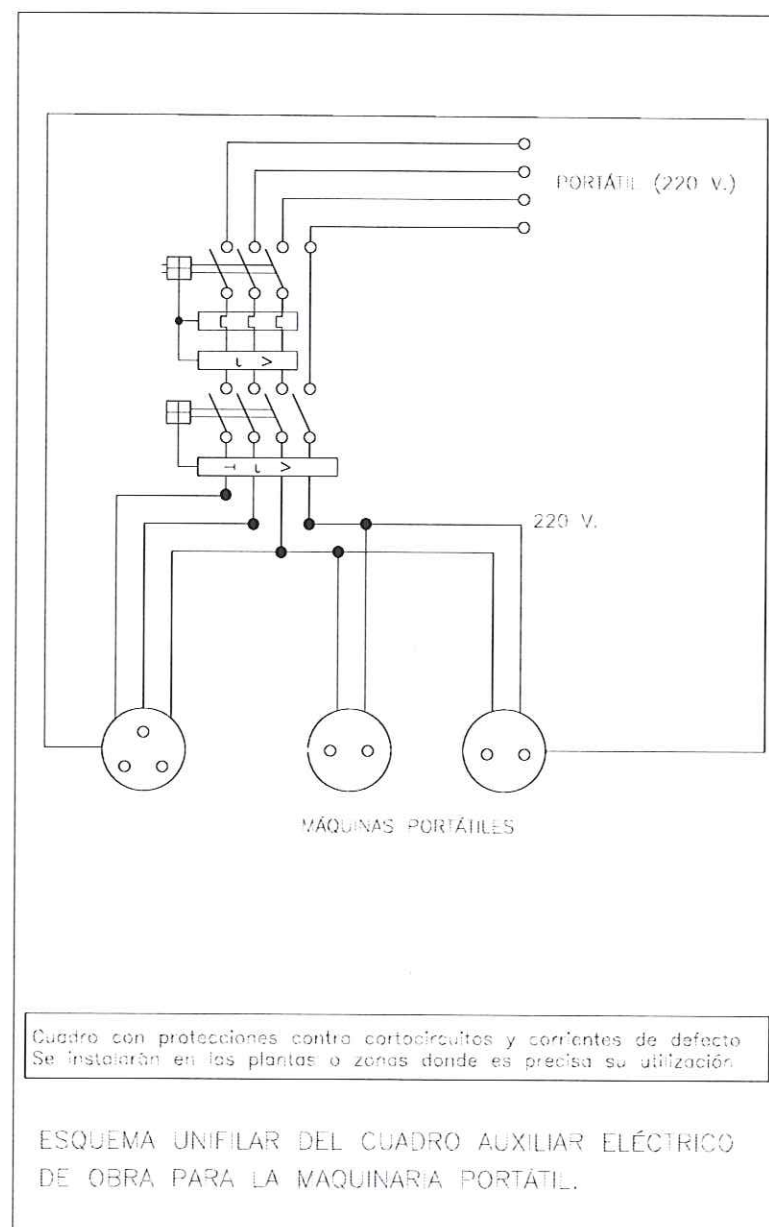 PORTÁTIL (220 V.)
ι >
⊣ ι >
220 V.
MÁQUINAS PORTÁTILES
Cuadro con protecciones contra cortocircuitos y corrientes de defecto
Se instalarán en las plantas o zonas donde es precisa su utilización
ESQUEMA UNIFILAR DEL CUADRO AUXILIAR ELÉCTRICO
DE OBRA PARA LA MAQUINARIA PORTÁTIL.